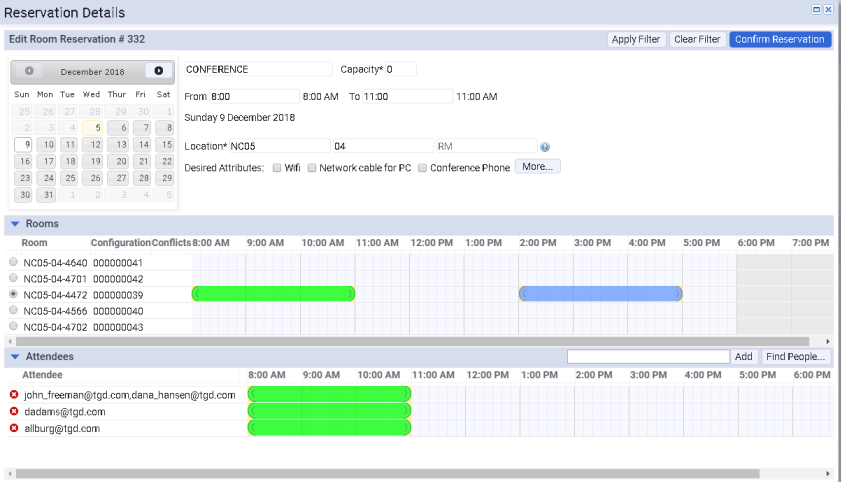 Reservation Details
Edit Room Reservation # 332
Apply Filter Clear Filter Confirm Reservation
December 2018
Sun Mon Tue Wed Thu Fri Sat
25 26 27 28 29 30 1
2 3 4 5 6 7 8
9 10 11 12 13 14 15
16 17 18 19 20 21 22
23 24 25 26 27 28 29
30 31 1 2 3 4 5
CONFERENCE Capacity* 0
From 8:00 8:00 AM To 11:00 11:00 AM
Sunday 9 December 2018
Location* NC05 04 RM
Desired Attributes: Wifi Network cable for PC Conference Phone More...
Rooms
Room Configuration Conflicts 8:00 AM 9:00 AM 10:00 AM 11:00 AM 12:00 PM 1:00 PM 2:00 PM 3:00 PM 4:00 PM 5:00 PM 6:00 PM 7:00 PM
NC05-04-4640 000000041
NC05-04-4701 000000042
NC05-04-4472 000000039
NC05-04-4566 000000040
NC05-04-4702 000000043
Attendees Add Find People...
Attendee 8:00 AM 9:00 AM 10:00 AM 11:00 AM 12:00 PM 1:00 PM 2:00 PM 3:00 PM 4:00 PM 5:00 PM 6:00 PM
john_freeman@tgd.com,dana_hansen@tgd.com
dadams@tgd.com
allburg@tgd.com